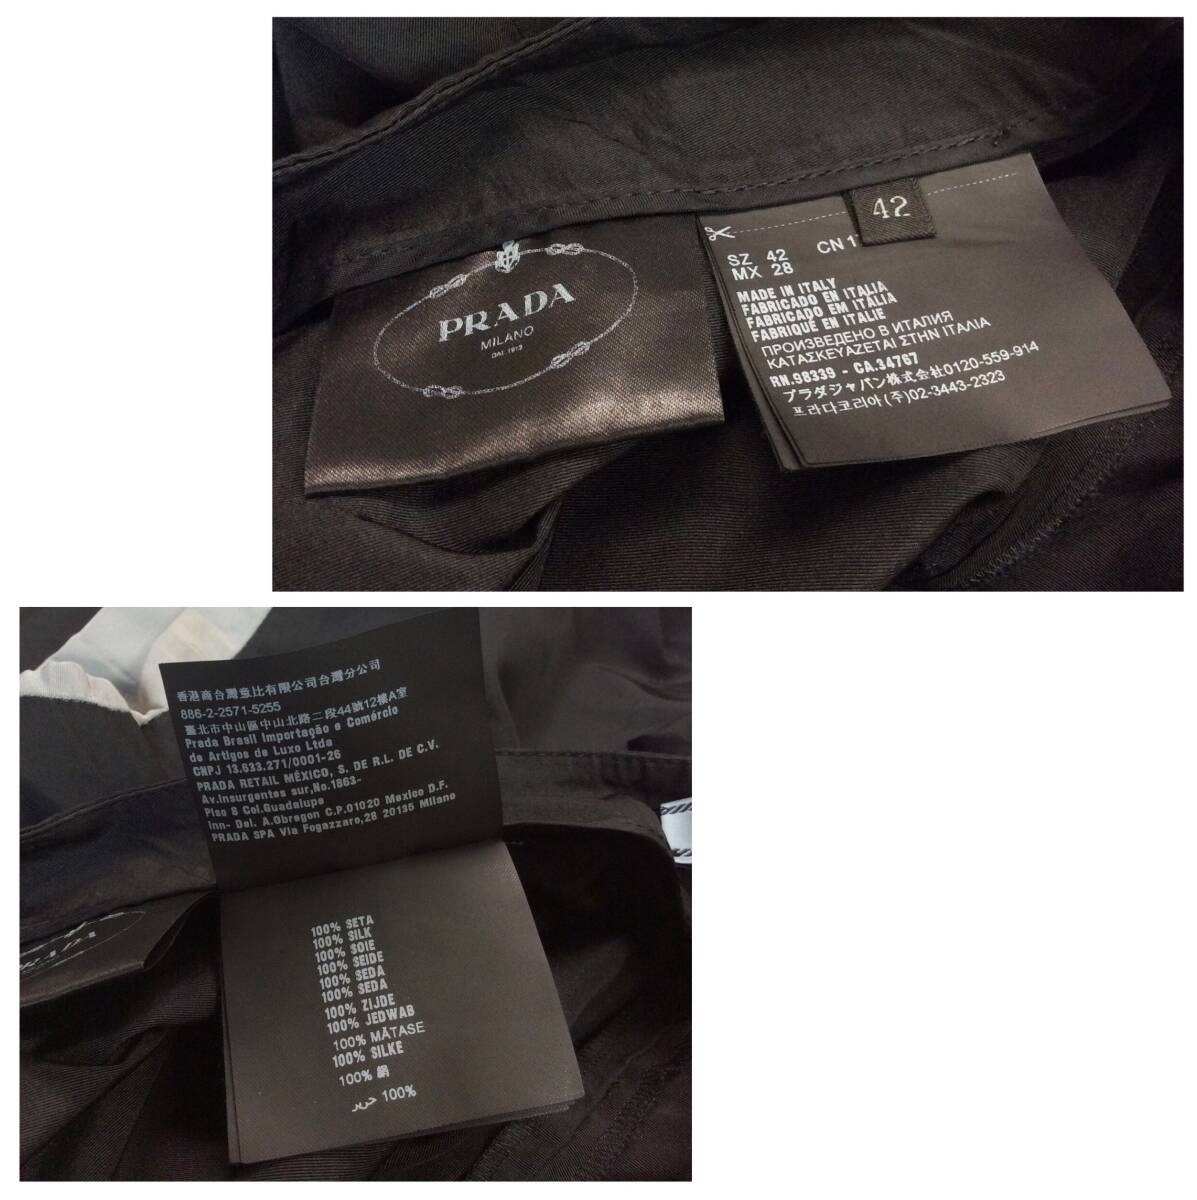 PRADA
MILANO
DAL 1913
42
SZ 42 CN 1
MX 28
MADE IN ITALY
FABRICADO EN ITALIA
FABRICADO EM ITÁLIA
FABRIQUÉ EN ITALIE
ПРОИЗВЕДЕНО В ИТАЛИЯ
ΚΑΤΑΣΚΕΥΑΖΕΤΑΙ ΣΤΗΝ ΙΤΑΛΙΑ
RN.98339 - CA.34767
プラダジャパン株式会社0120-559-914
프라다코리아(주)02-3443-2323
香港商台灣意比有限公司台灣分公司
886-2-2571-5255
臺北市中山區中山北路二段44號12樓A室
Prada Brasil Importação e Comércio
de Artigos de Luxo Ltda
CNPJ 13.633.271/0001-26
PRADA RETAIL MÉXICO, S. DE R.L. DE C.V.
Av.Insurgentes sur,No.1863-
Piso 8 Col.Guadalupe
Inn- Del. A.Obregon C.P.01020 Mexico D.F.
PRADA SPA Via Fogazzaro,28 20135 Milano
PRADA
100% SETA
100% SILK
100% SOIE
100% SEIDE
100% SEDA
100% SEDA
100% ZIJDE
100% JEDWAB
100% MĂTASE
100% SILKE
100% 絹
100% حرير